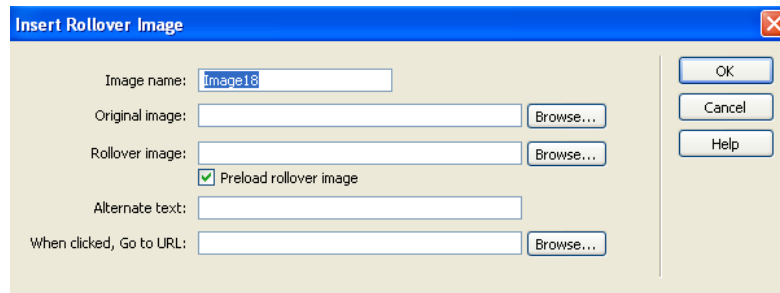 Insert Rollover Image
Image name: Image18
OK
Original image: Browse...
Cancel
Rollover image: Browse...
Help
Preload rollover image
Alternate text:
When clicked, Go to URL: Browse...